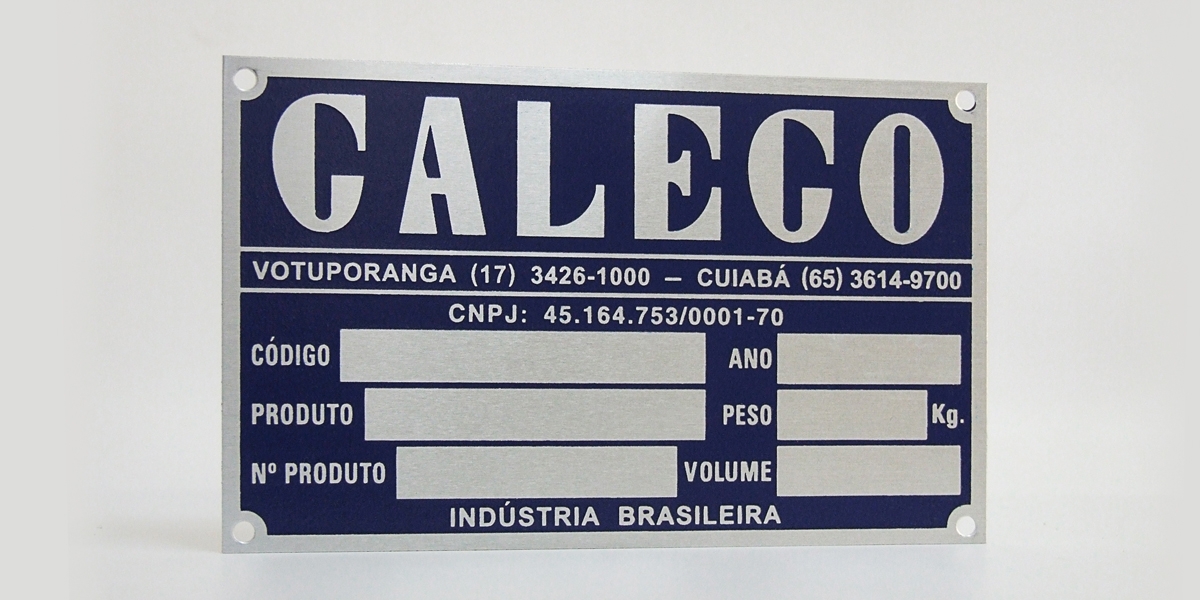 GALEGO
VOTUPORANGA (17) 3426-1000 – CUIABÁ (65) 3614-9700
CNPJ: 45.164.753/0001-70
CÓDIGO ANO
PRODUTO PESO Kg.
Nº PRODUTO VOLUME
INDÚSTRIA BRASILEIRA